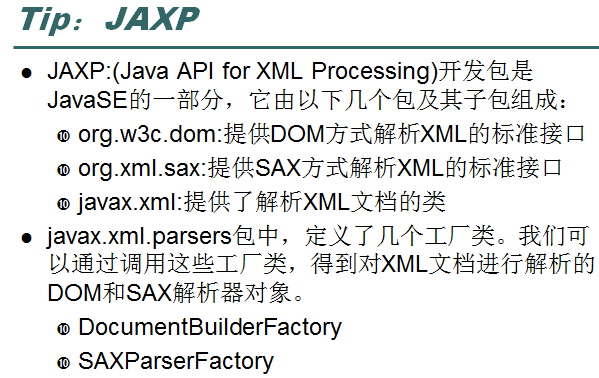 Tip：JAXP
JAXP:(Java API for XML Processing)开发包是
JavaSE的一部分，它由以下几个包及其子包组成：
org.w3c.dom:提供DOM方式解析XML的标准接口
org.xml.sax:提供SAX方式解析XML的标准接口
javax.xml:提供了解析XML文档的类
javax.xml.parsers包中，定义了几个工厂类。我们可
以通过调用这些工厂类，得到对XML文档进行解析的
DOM和SAX解析器对象。
DocumentBuilderFactory
SAXParserFactory